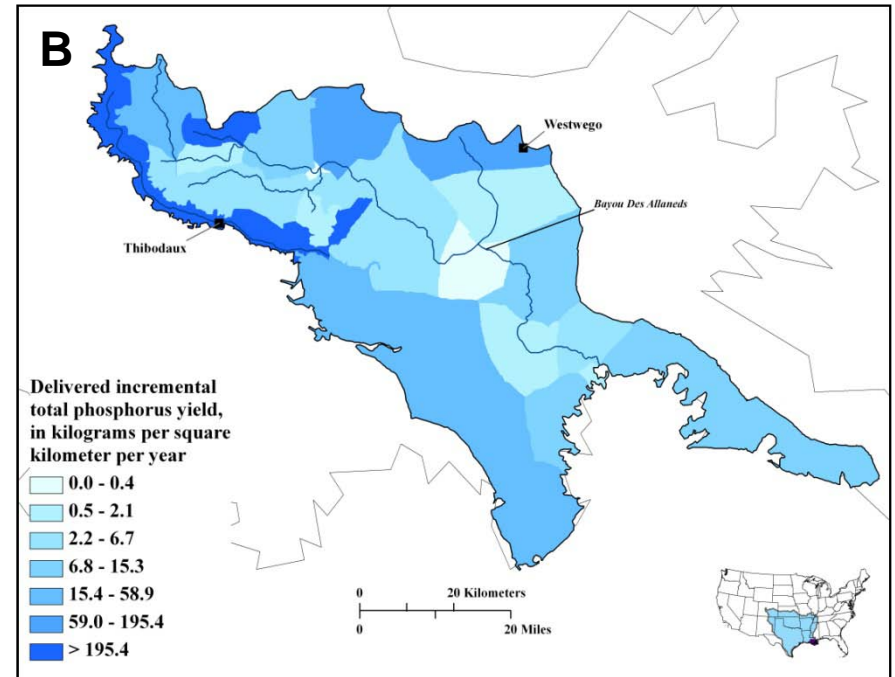 B
Westwego
Bayou Des Allaneds
Thibodaux
Delivered incremental
total phosphorus yield,
in kilograms per square
kilometer per year
0.0 - 0.4
0.5 - 2.1
2.2 - 6.7
6.8 - 15.3
15.4 - 58.9
59.0 - 195.4
> 195.4
0 20 Kilometers
0 20 Miles